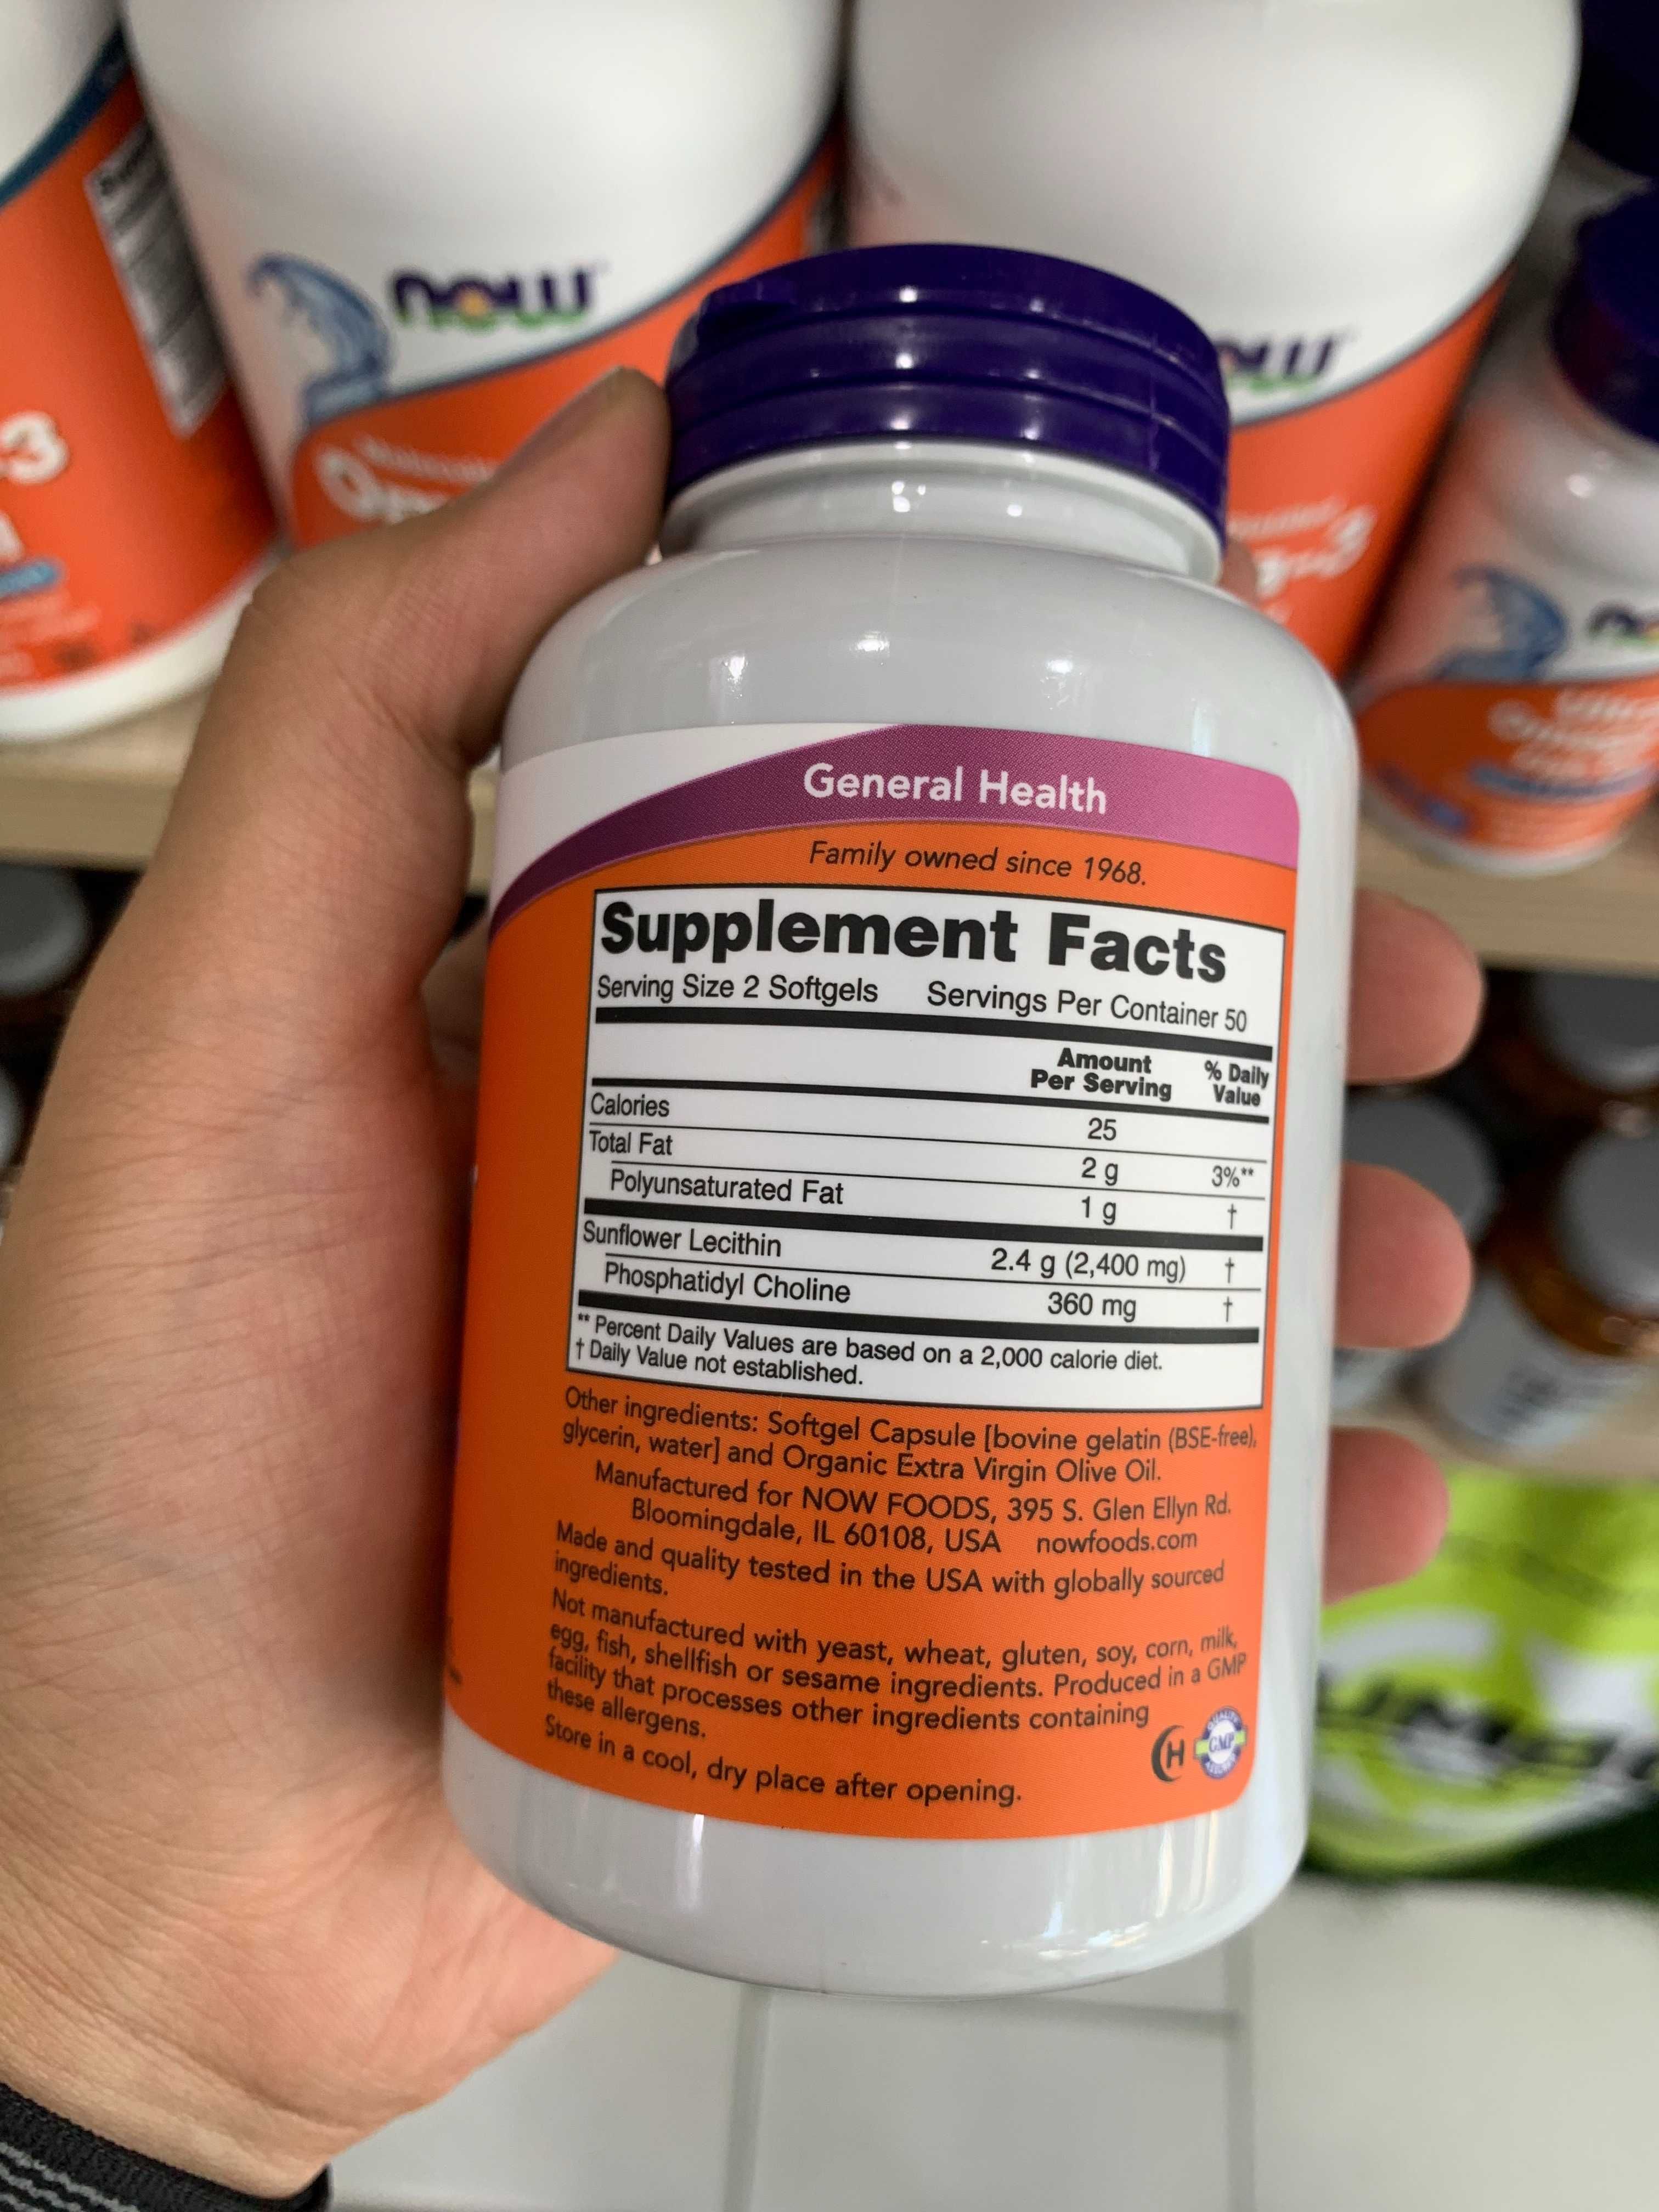 now
General Health
Family owned since 1968.
Supplement Facts
Serving Size 2 Softgels Servings Per Container 50
Amount Per Serving % Daily Value
Calories 25
Total Fat 2 g 3%**
Polyunsaturated Fat 1 g †
Sunflower Lecithin 2.4 g (2,400 mg) †
Phosphatidyl Choline 360 mg †
** Percent Daily Values are based on a 2,000 calorie diet.
† Daily Value not established.
Other ingredients: Softgel Capsule [bovine gelatin (BSE-free),
glycerin, water] and Organic Extra Virgin Olive Oil.
Manufactured for NOW FOODS, 395 S. Glen Ellyn Rd.
Bloomingdale, IL 60108, USA nowfoods.com
Made and quality tested in the USA with globally sourced
ingredients.
Not manufactured with yeast, wheat, gluten, soy, corn, milk,
egg, fish, shellfish or sesame ingredients. Produced in a GMP
facility that processes other ingredients containing
these allergens.
Store in a cool, dry place after opening.
H
GMP